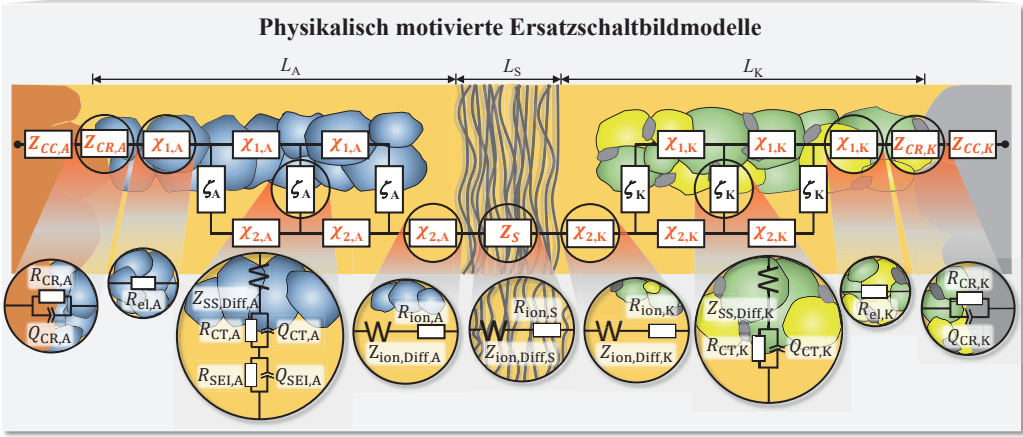 Physikalisch motivierte Ersatzschaltbildmodelle
L_A L_S L_K
Z_CC,A Z_CR,A χ_1,A χ_1,A χ_1,A χ_1,K χ_1,K χ_1,K Z_CR,K Z_CC,K
ζ_A ζ_A ζ_A ζ_K ζ_K ζ_K
χ_2,A χ_2,A χ_2,A Z_S χ_2,K χ_2,K χ_2,K
R_CR,A
Q_CR,A
R_el,A
Z_SS,Diff,A
R_CT,A Q_CT,A
R_SEI,A Q_SEI,A
R_ion,A
Z_ion,Diff,A
R_ion,S
Z_ion,Diff,S
R_ion,K
Z_ion,Diff,K
Z_SS,Diff,K
R_CT,K Q_CT,K
R_el,K
R_CR,K
Q_CR,K